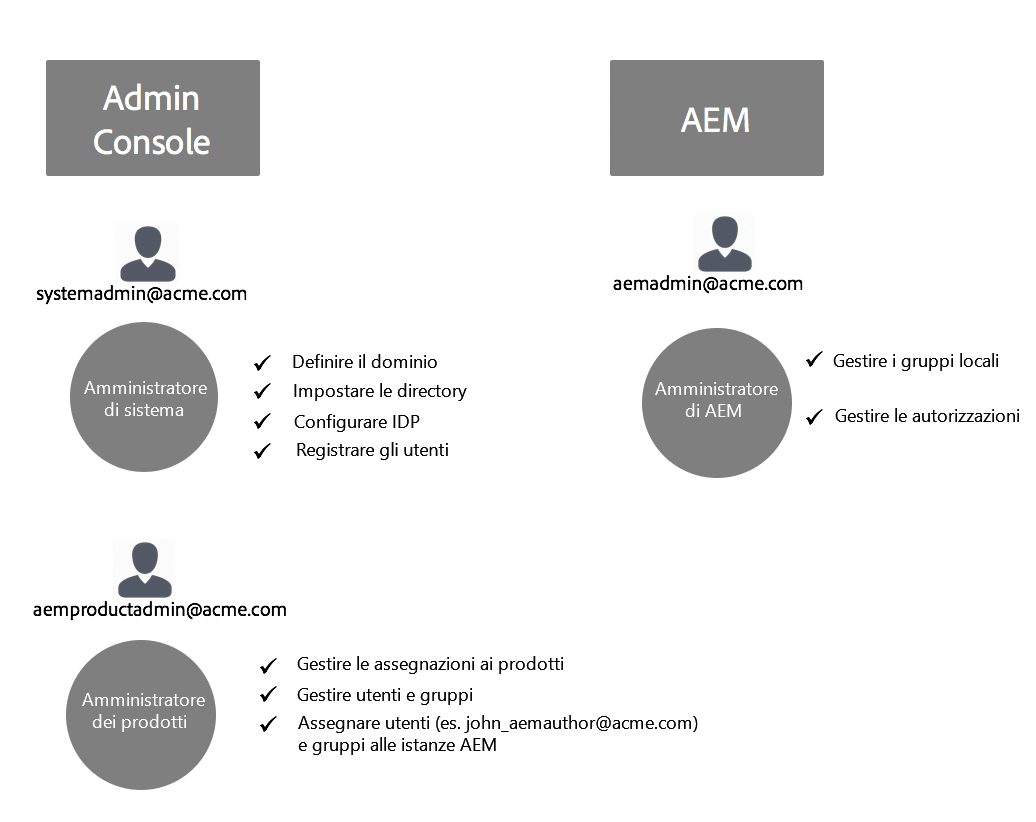 Admin
Console
AEM
systemadmin@acme.com
aemadmin@acme.com
Amministratore
di sistema
Definire il dominio
Impostare le directory
Configurare IDP
Registrare gli utenti
Amministratore
di AEM
Gestire i gruppi locali
Gestire le autorizzazioni
aemproductadmin@acme.com
Amministratore
dei prodotti
Gestire le assegnazioni ai prodotti
Gestire utenti e gruppi
Assegnare utenti (es. john_aemauthor@acme.com)
e gruppi alle istanze AEM